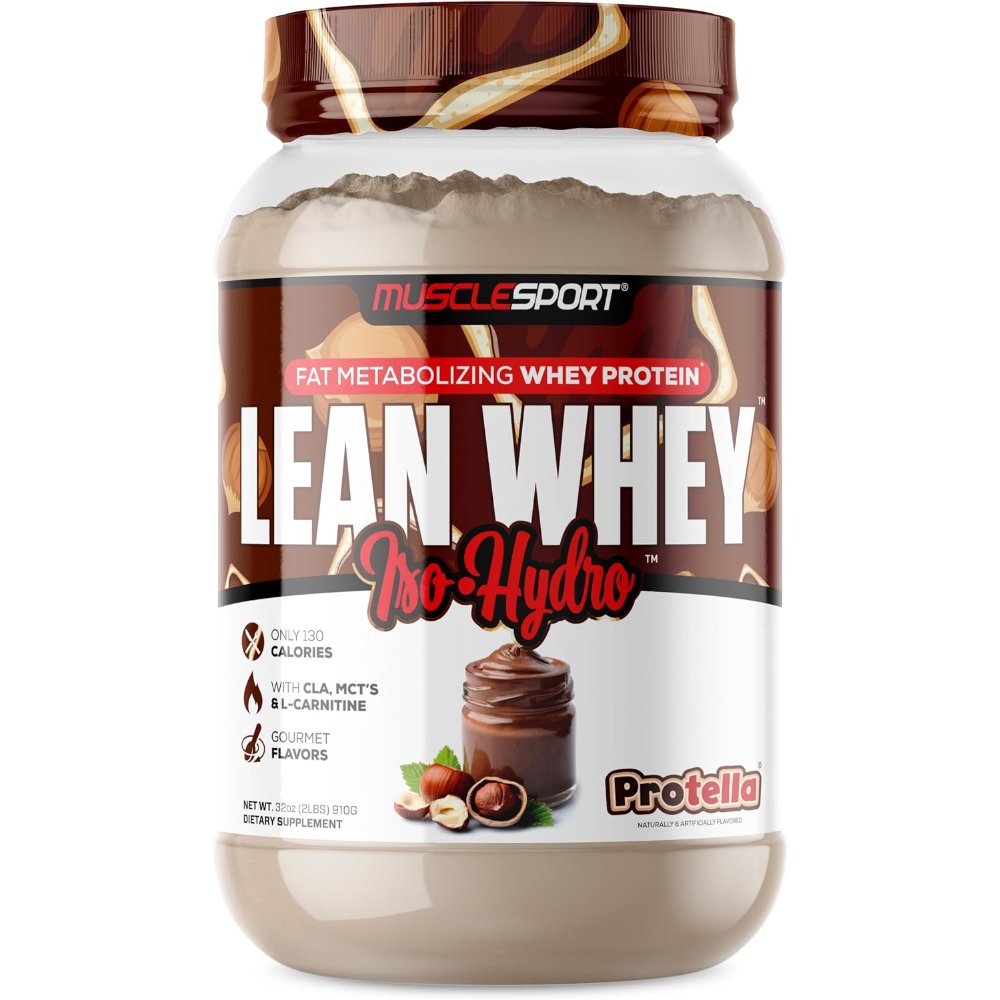 MUSCLESPORT®
FAT METABOLIZING WHEY PROTEIN*
LEAN WHEY™
Iso•Hydro™
ONLY 130
CALORIES
WITH CLA, MCT'S
& L-CARNITINE
GOURMET
FLAVORS
NET WT. 32oz (2LBS) 910G
DIETARY SUPPLEMENT
Protella®
NATURALLY & ARTIFICIALLY FLAVORED